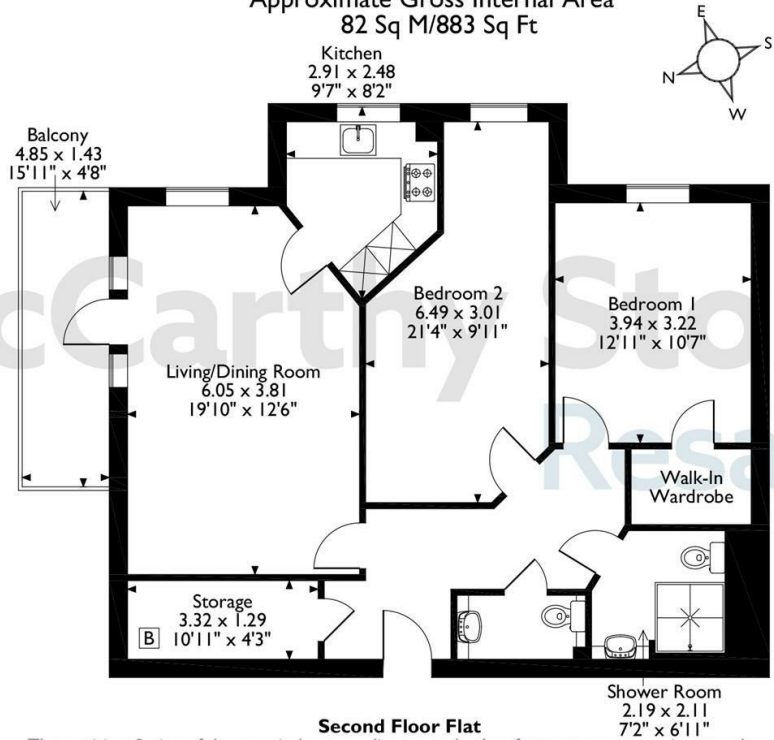 Approximate Gross Internal Area
82 Sq M/883 Sq Ft
E
S
N
W
Kitchen
2.91 x 2.48
9'7" x 8'2"
Balcony
4.85 x 1.43
15'11" x 4'8"
Bedroom 2
6.49 x 3.01
21'4" x 9'11"
Bedroom 1
3.94 x 3.22
12'11" x 10'7"
Living/Dining Room
6.05 x 3.81
19'10" x 12'6"
Walk-In
Wardrobe
Storage
3.32 x 1.29
10'11" x 4'3"
B
Shower Room
2.19 x 2.11
7'2" x 6'11"
Second Floor Flat
cCarthy Sto
Resa